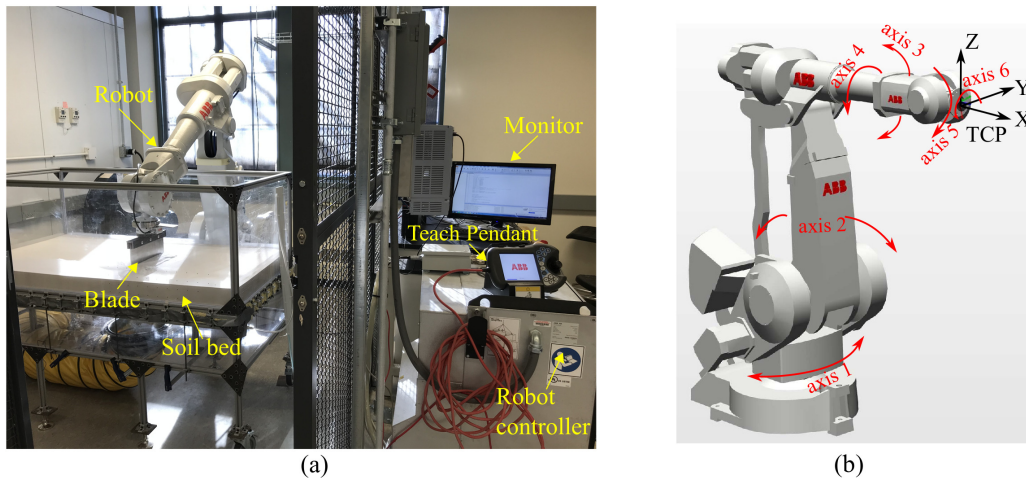 Robot
ABB
Monitor
Teach Pendant
ABB
Blade
Soil bed
Robot
controller
(a)
axis 3
axis 4
Z
axis 6
ABB
ABB
Y
X
axis 5
TCP
ABB
axis 2
axis 1
(b)